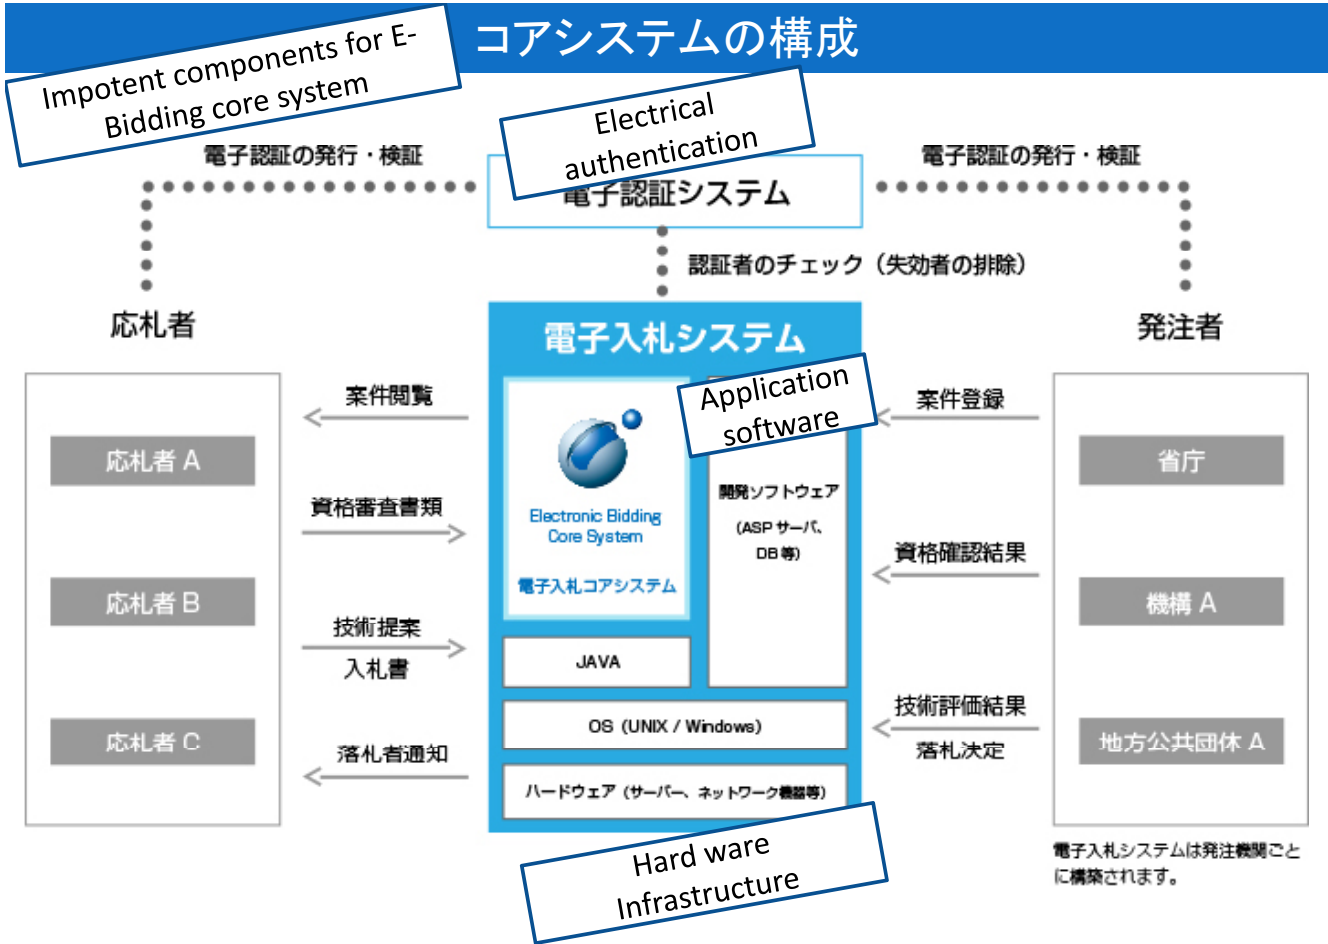 コアシステムの構成
Impotent components for E-
Bidding core system
Electrical
authentication
電子認証の発行・検証
電子認証の発行・検証
電子認証システム
認証者のチェック（失効者の排除）
応札者
電子入札システム
発注者
案件閲覧
応札者 A
資格審査書類
応札者 B
技術提案
入札書
応札者 C
落札者通知
Electronic Bidding
Core System
電子入札コアシステム
Application
software
開発ソフトウェア
（ASP サーバ、
DB 等）
JAVA
OS（UNIX / Windows）
ハードウェア（サーバー、ネットワーク機器等）
Hard ware
Infrastructure
案件登録
省庁
資格確認結果
機構 A
技術評価結果
落札決定
地方公共団体 A
電子入札システムは発注機関ごと
に構築されます。